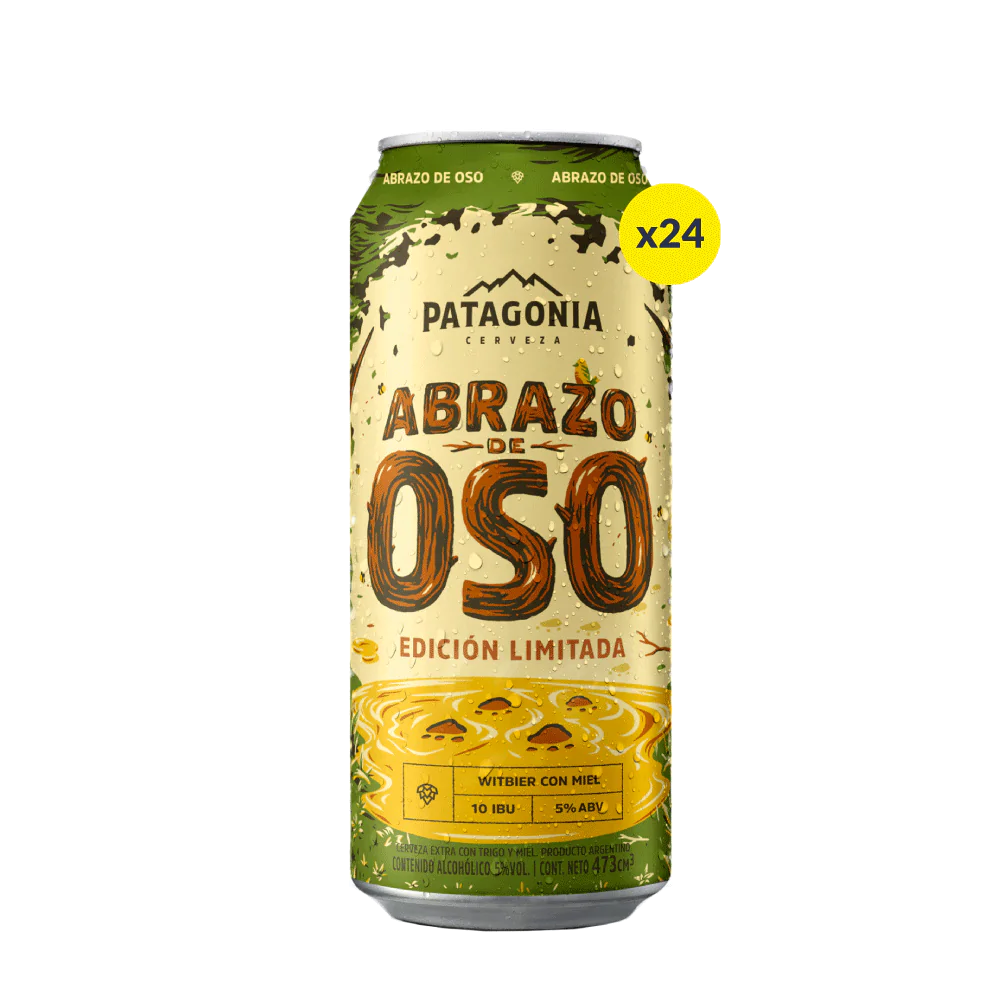 ABRAZO DE OSO ABRAZO DE OSO
x24
PATAGONIA
CERVEZA
ABRAZO
DE
OSO
EDICIÓN LIMITADA
WITBIER CON MIEL
10 IBU 5% ABV
CERVEZA EXTRA CON TRIGO Y MIEL. PRODUCTO ARGENTINO
CONTENIDO ALCOHÓLICO 5%VOL. | CONT. NETO 473CM³